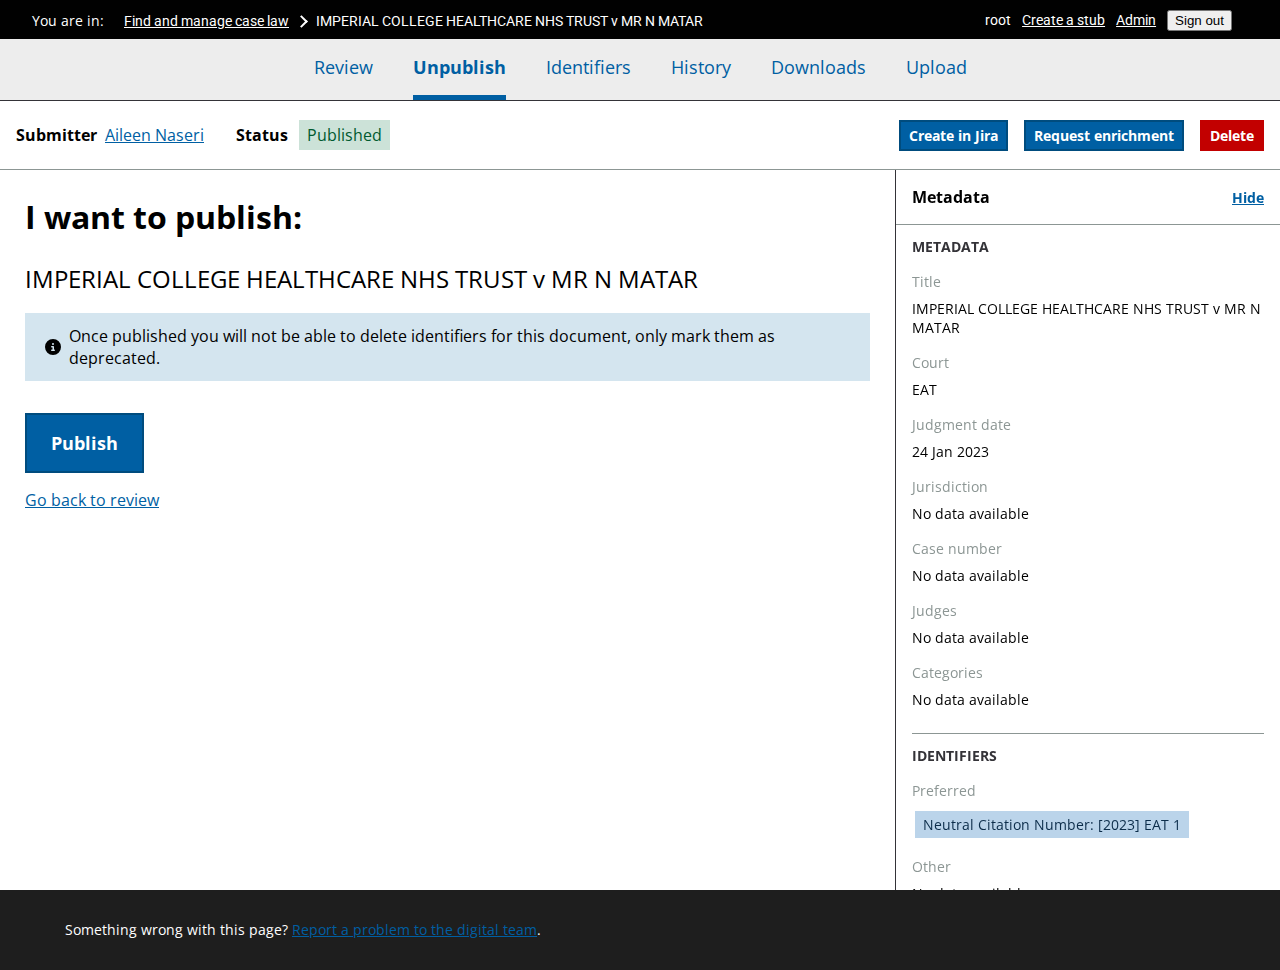 You are in: Find and manage case law IMPERIAL COLLEGE HEALTHCARE NHS TRUST v MR N MATAR root Create a stub Admin Sign out
Review Unpublish Identifiers History Downloads Upload
Submitter Aileen Naseri Status Published Create in Jira Request enrichment Delete
I want to publish:
IMPERIAL COLLEGE HEALTHCARE NHS TRUST v MR N MATAR
Once published you will not be able to delete identifiers for this document, only mark them as
deprecated.
Publish
Go back to review
Metadata Hide
METADATA
Title
IMPERIAL COLLEGE HEALTHCARE NHS TRUST v MR N
MATAR
Court
EAT
Judgment date
24 Jan 2023
Jurisdiction
No data available
Case number
No data available
Judges
No data available
Categories
No data available
IDENTIFIERS
Preferred
Neutral Citation Number: [2023] EAT 1
Other
No data available
Something wrong with this page? Report a problem to the digital team.